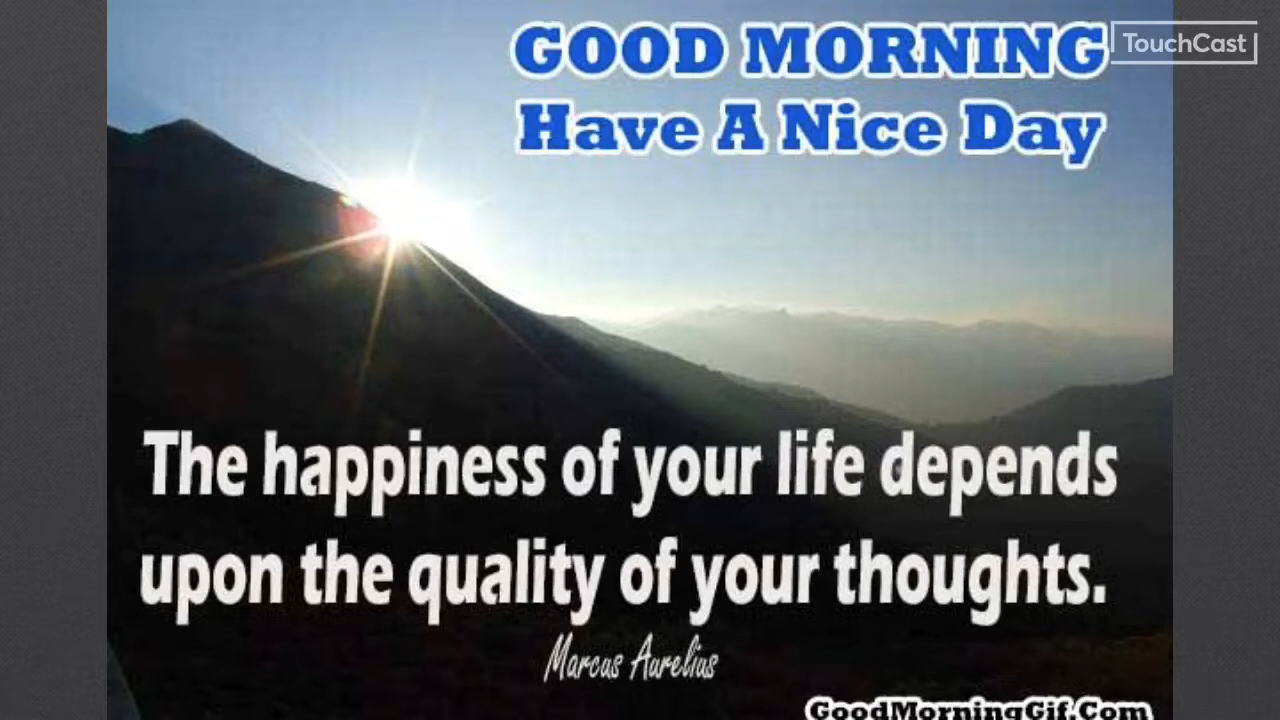 GOOD MORNING
TouchCast
Have A Nice Day
The happiness of your life depends
upon the quality of your thoughts.
Marcus Aurelius
GoodMorningGif.Com